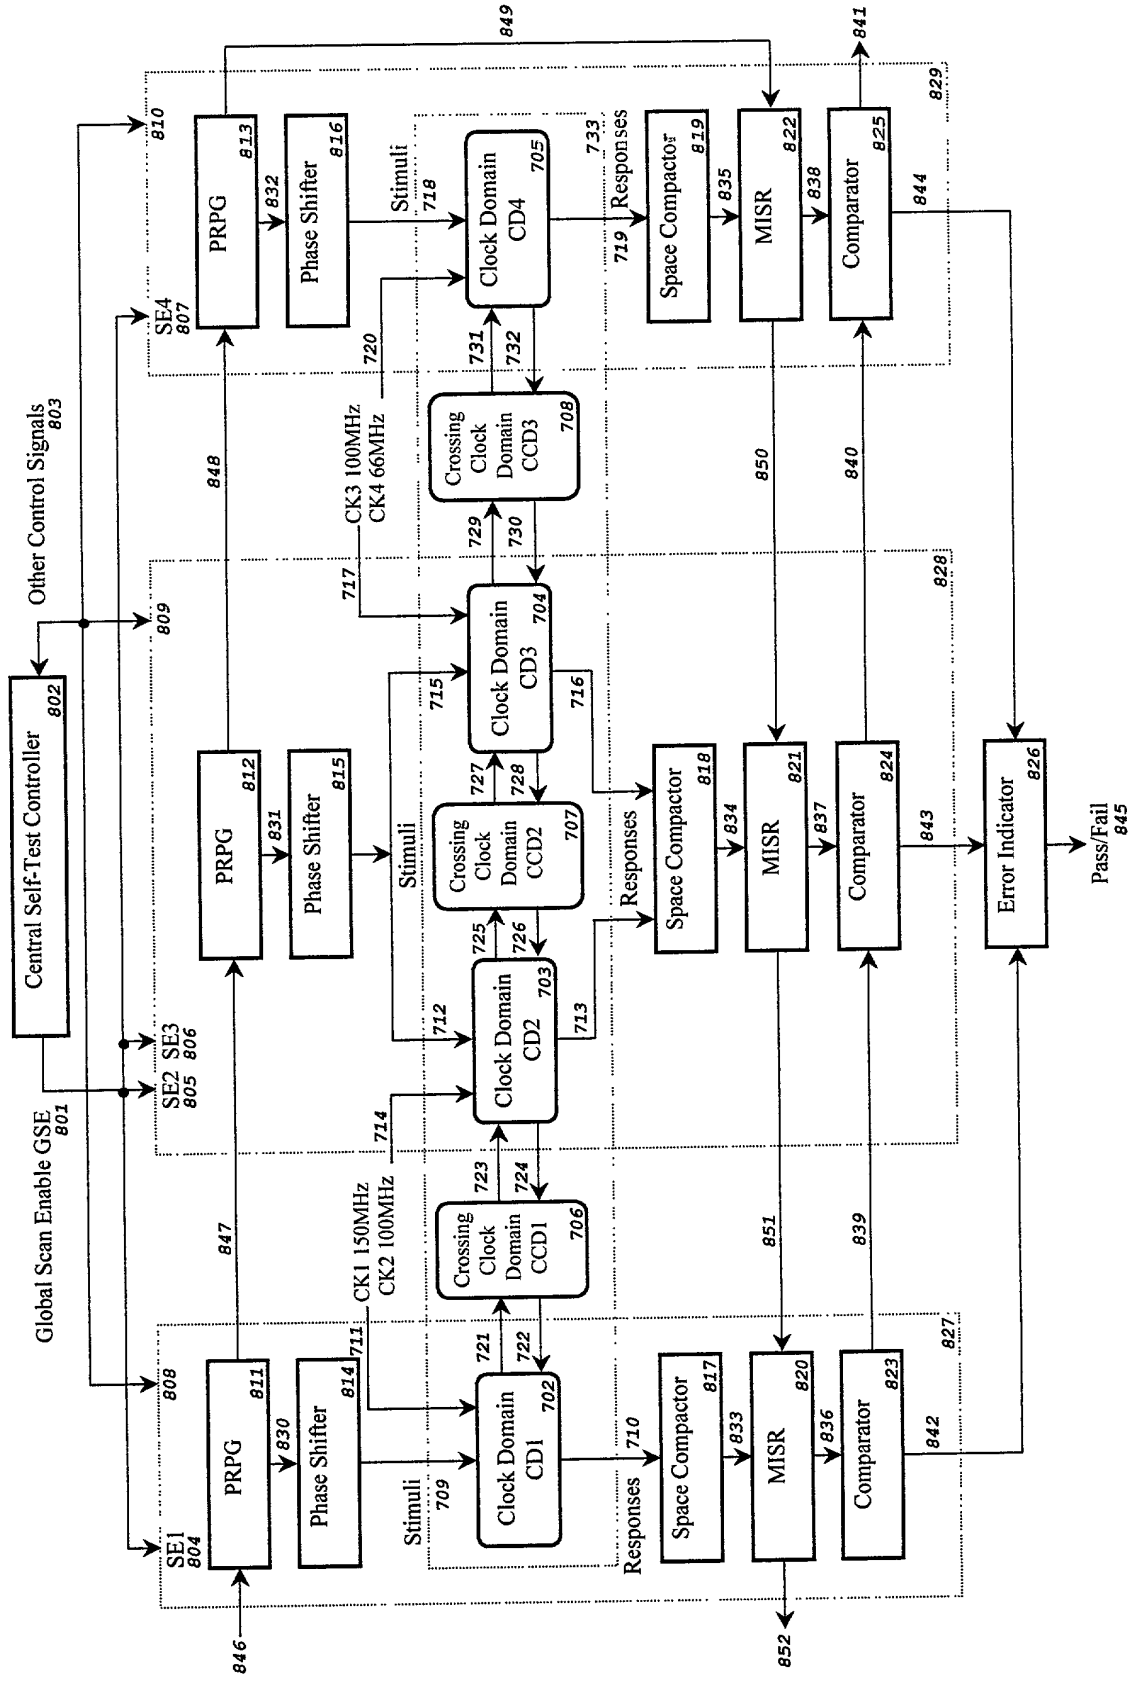 Central Self-Test Controller
802
Global Scan Enable GSE
801
Other Control Signals
803
SE1
804
808
SE2
805
SE3
806
809
SE4
807
810
846
PRPG
811
847
PRPG
812
848
PRPG
813
849
830
831
832
Phase Shifter
814
Phase Shifter
815
Phase Shifter
816
711
CK1 150MHz
CK2 100MHz
714
717
CK3 100MHz
CK4 66MHz
720
Stimuli
709
Stimuli
712
715
Stimuli
718
Clock Domain
CD1
702
721
722
Crossing
Clock
Domain
CCD1
706
723
724
Clock Domain
CD2
703
725
726
Crossing
Clock
Domain
CCD2
707
727
728
Clock Domain
CD3
704
729
730
Crossing
Clock
Domain
CCD3
708
731
732
Clock Domain
CD4
705
733
Responses
710
713
Responses
716
719
Responses
Space Compactor
817
Space Compactor
818
Space Compactor
819
833
834
835
852
MISR
820
851
MISR
821
850
MISR
822
836
837
838
Comparator
823
839
Comparator
824
840
Comparator
825
841
842
827
843
828
844
829
Error Indicator
826
Pass/Fail
845